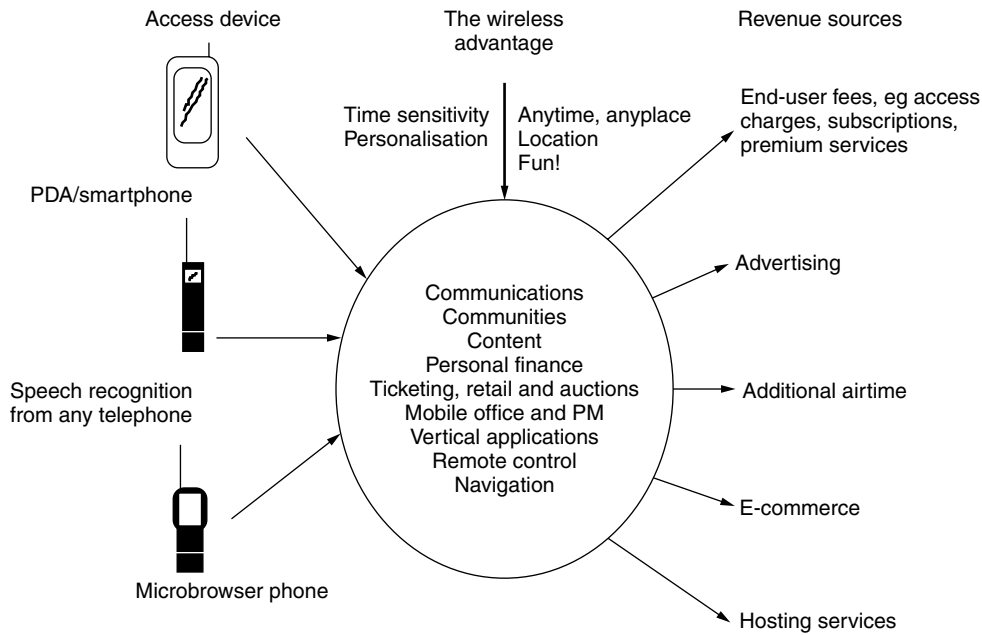 Access device
The wireless
advantage
Revenue sources
Time sensitivity
Personalisation
Anytime, anyplace
Location
Fun!
End-user fees, eg access
charges, subscriptions,
premium services
PDA/smartphone
Advertising
Communications
Communities
Content
Personal finance
Ticketing, retail and auctions
Mobile office and PM
Vertical applications
Remote control
Navigation
Speech recognition
from any telephone
Additional airtime
E-commerce
Microbrowser phone
Hosting services